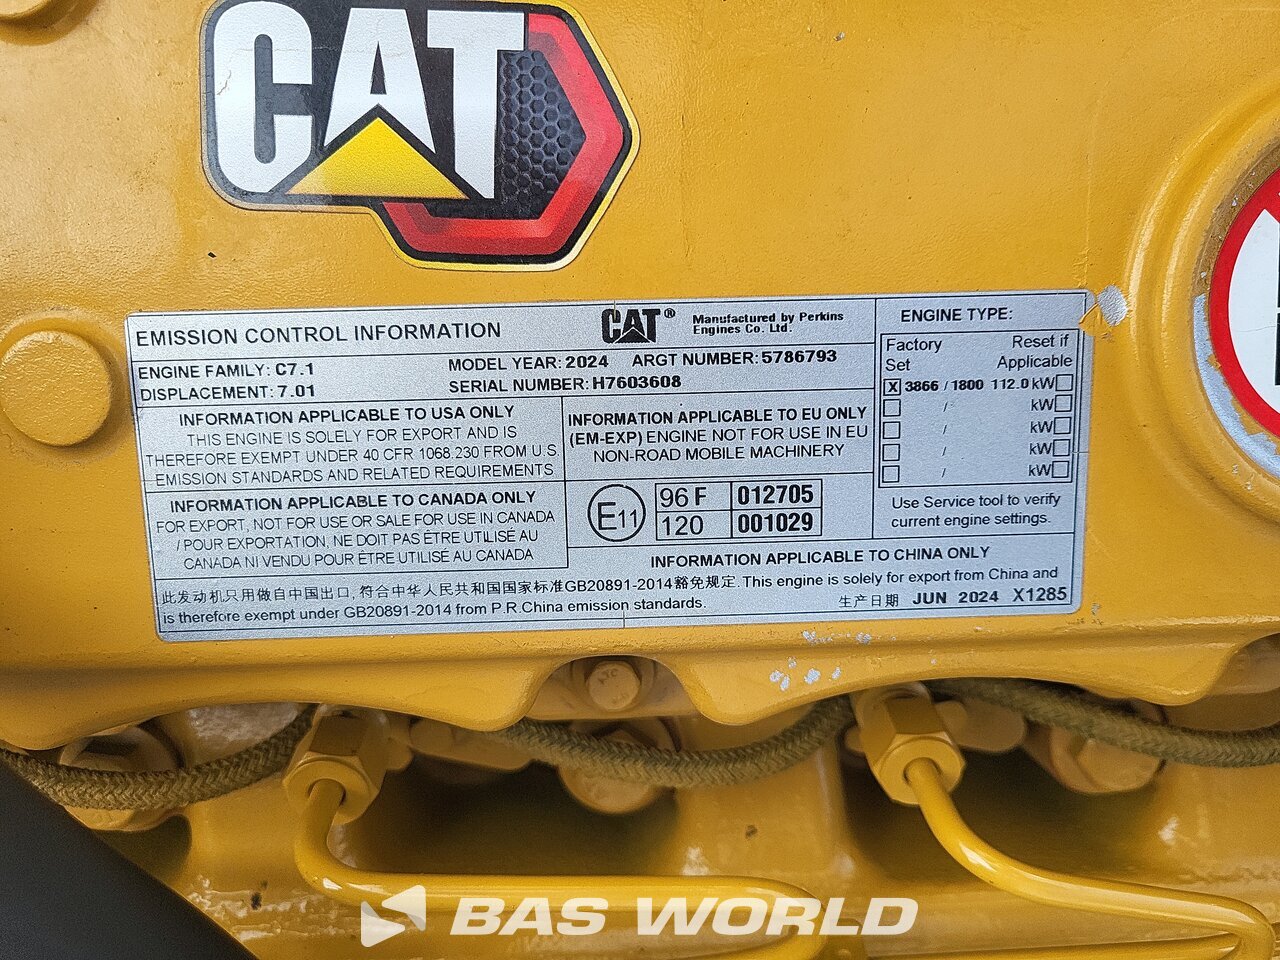 CAT
EMISSION CONTROL INFORMATION
CAT®
Manufactured by Perkins
Engines Co. Ltd.
ENGINE FAMILY: C7.1
MODEL YEAR: 2024
ARGT NUMBER: 5786793
DISPLACEMENT: 7.01
SERIAL NUMBER: H7603608
INFORMATION APPLICABLE TO USA ONLY
THIS ENGINE IS SOLELY FOR EXPORT AND IS
THEREFORE EXEMPT UNDER 40 CFR 1068.230 FROM U.S.
EMISSION STANDARDS AND RELATED REQUIREMENTS
INFORMATION APPLICABLE TO CANADA ONLY
FOR EXPORT, NOT FOR USE OR SALE FOR USE IN CANADA
/ POUR EXPORTATION, NE DOIT PAS ÊTRE UTILISÉ AU
CANADA NI VENDU POUR ÊTRE UTILISÉ AU CANADA
INFORMATION APPLICABLE TO EU ONLY
(EM-EXP) ENGINE NOT FOR USE IN EU
NON-ROAD MOBILE MACHINERY
E11
96 F 012705
120 001029
ENGINE TYPE:
Factory Set
Reset if Applicable
X 3866 / 1800 112.0 kW
/ kW
/ kW
/ kW
/ kW
Use Service tool to verify
current engine settings.
INFORMATION APPLICABLE TO CHINA ONLY
此发动机只用做自中国出口, 符合中华人民共和国国家标准GB20891-2014豁免规定. This engine is solely for export from China and
is therefore exempt under GB20891-2014 from P.R.China emission standards.
生产日期 JUN 2024 X1285
BAS WORLD